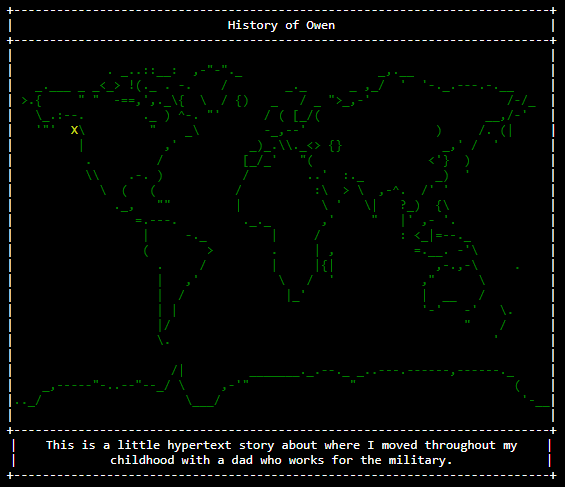 History of Owen
X
This is a little hypertext story about where I moved throughout my
childhood with a dad who works for the military.